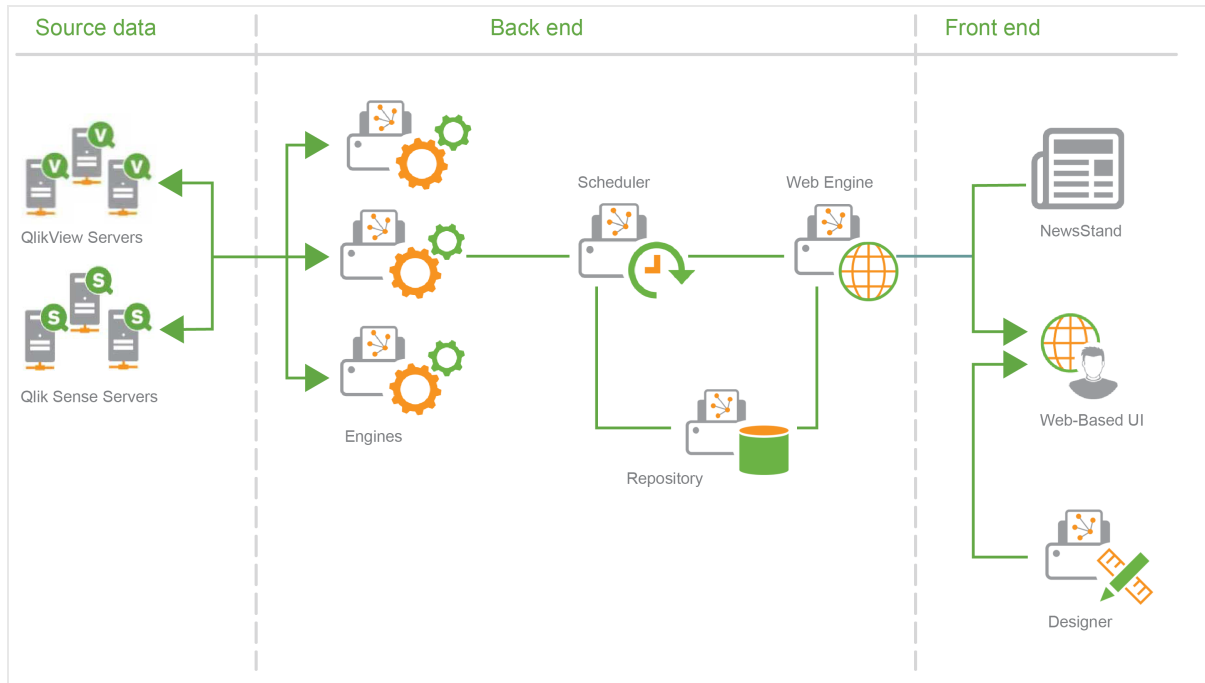 Source data
Back end
Front end
V
V
V
QlikView Servers
S
S
S
Qlik Sense Servers
Engines
Scheduler
Web Engine
Repository
NewsStand
Web-Based UI
Designer